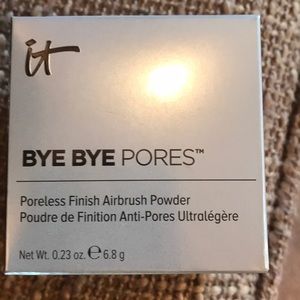 it
BYE BYE PORES™
Poreless Finish Airbrush Powder
Poudre de Finition Anti-Pores Ultralégère
Net Wt. 0.23 oz. ℮ 6.8 g